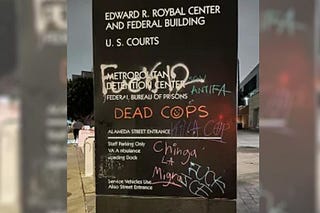 EDWARD R. ROYBAL CENTER
AND FEDERAL BUILDING
U. S. COURTS
METROPOLITAN
DETENTION CENTER
FEDERAL BUREAU OF PRISONS
ANTIFA
DEAD COPS
ALAMEDA STREET ENTRANCE
Staff Parking Only
VA Ambulance
Loading Dock
Chinga
LA
Migra
FUCK
Service Vehicles Use
Aliso Street Entrance